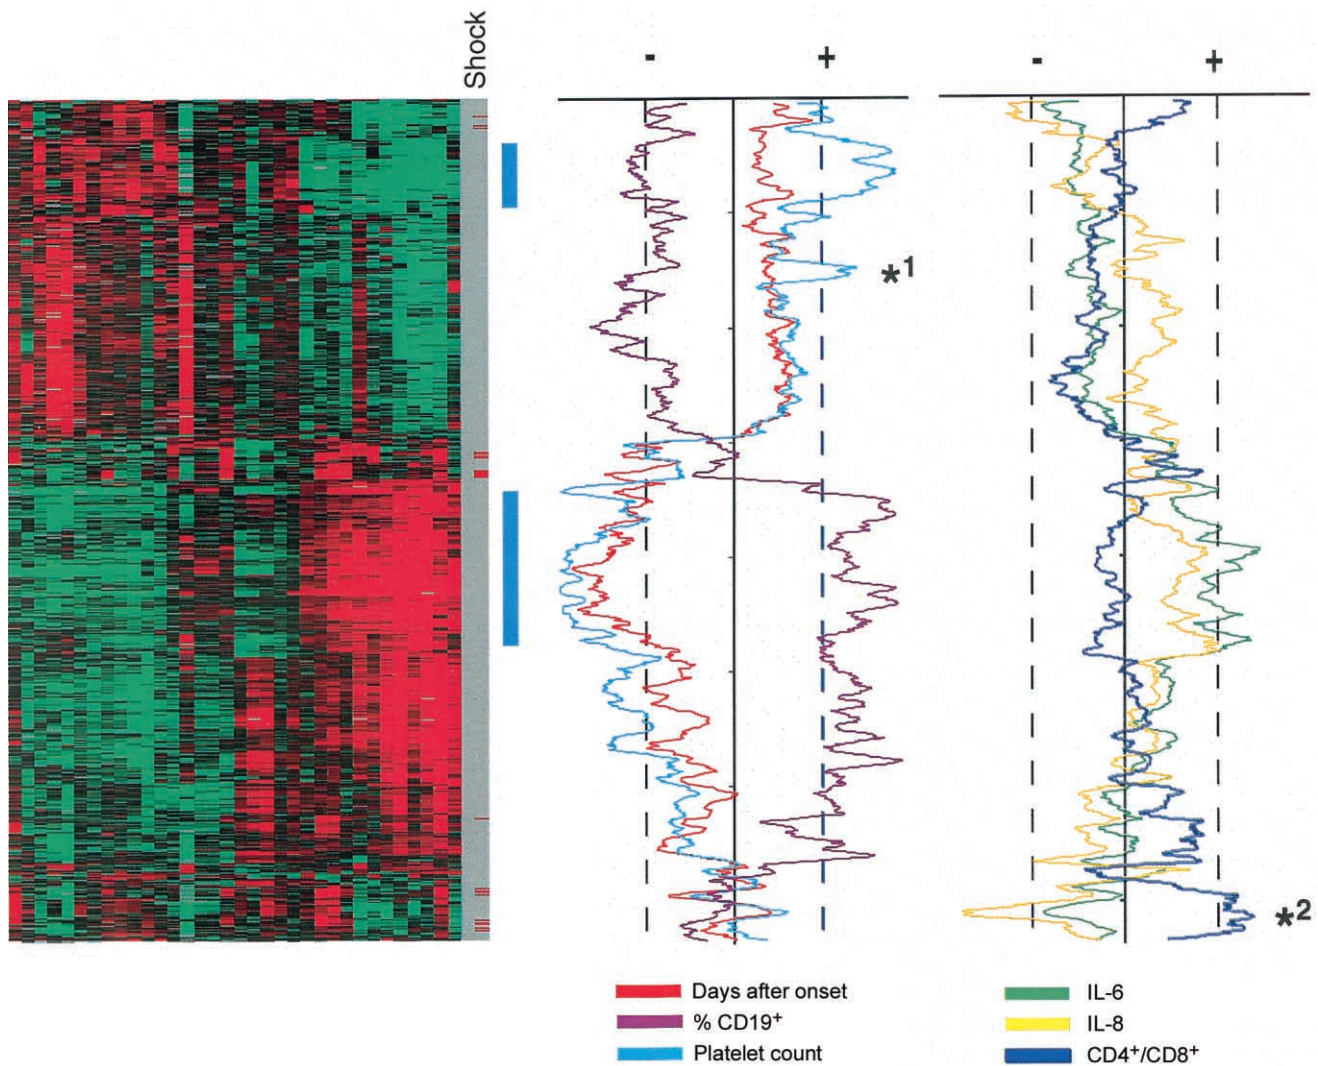 Shock
- +
- +
*1
*2
Days after onset
% CD19+
Platelet count
IL-6
IL-8
CD4+/CD8+